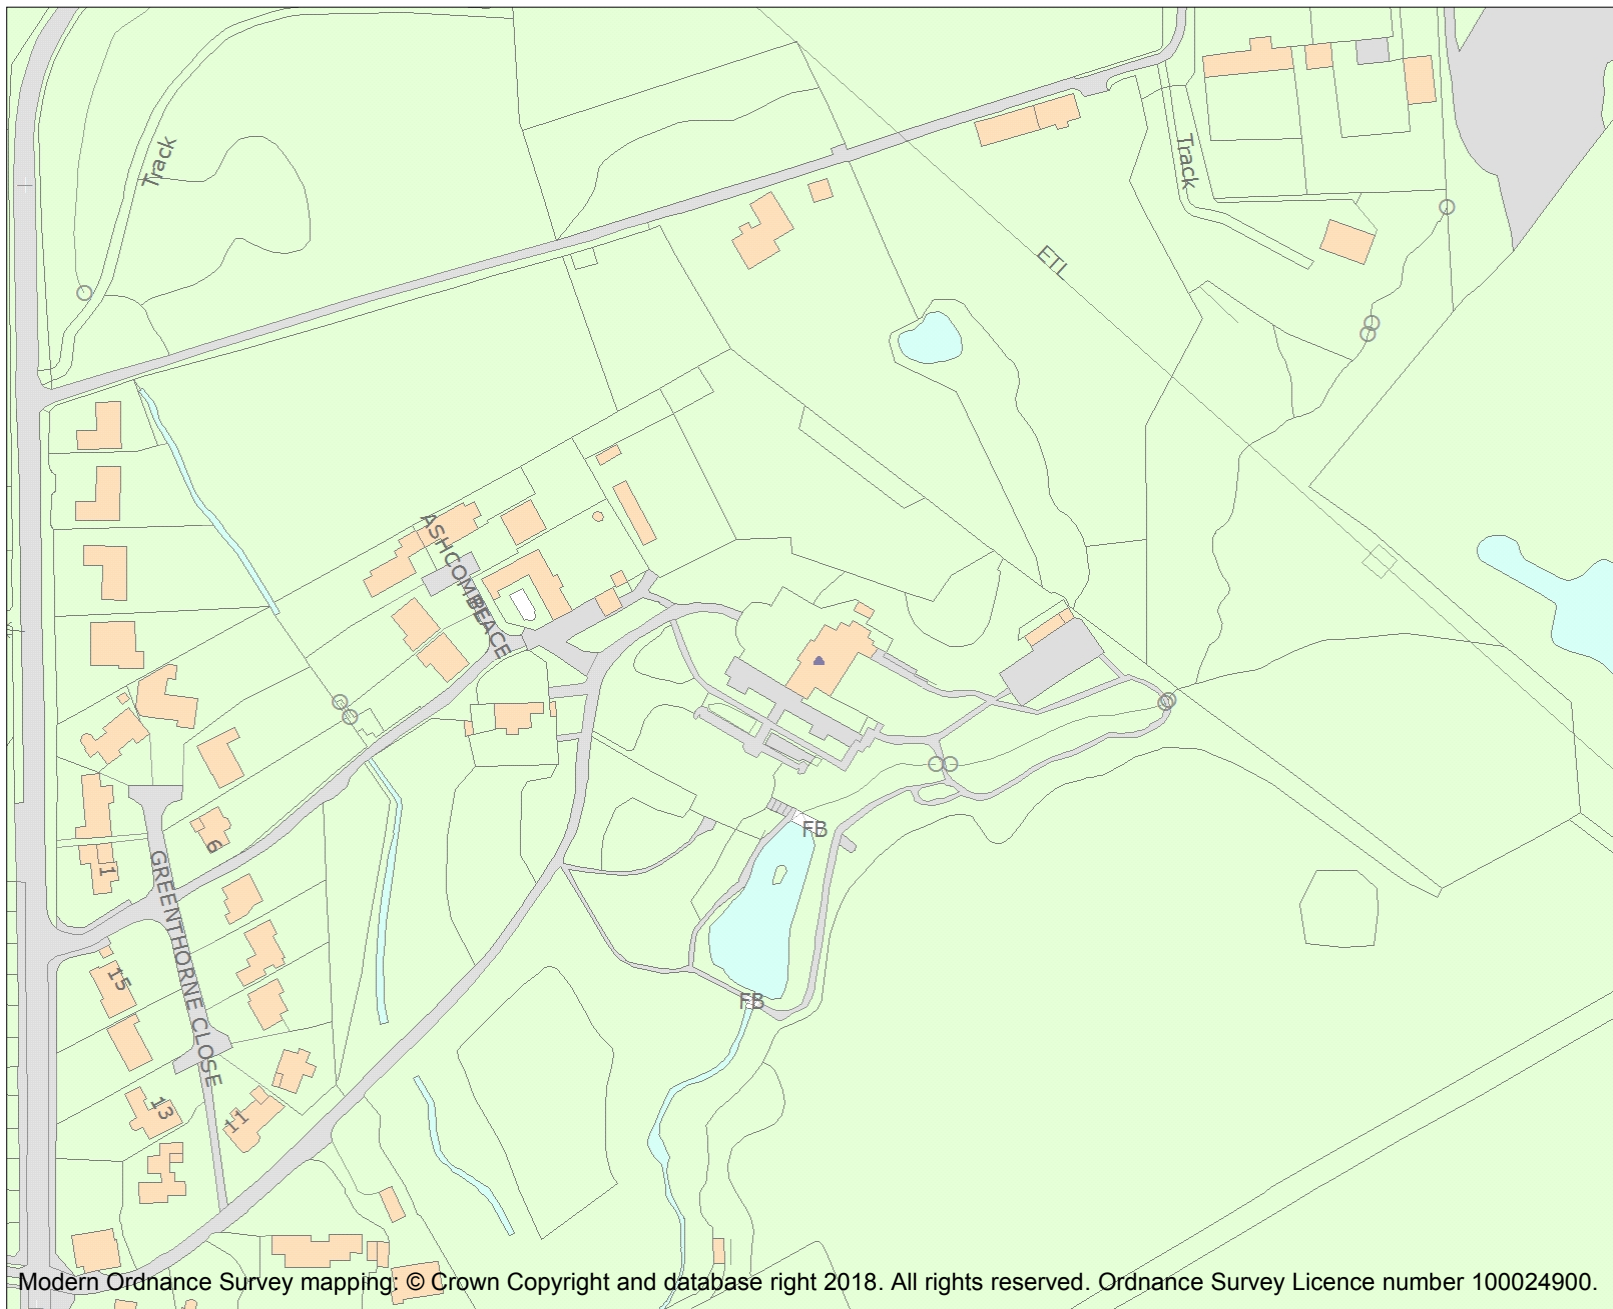 Track
Track
ETL
ASHCOMBE
PLACE
FB
6
1
GREENTHORNE CLOSE
15
FB
13
11
Modern Ordnance Survey mapping: © Crown Copyright and database right 2018. All rights reserved. Ordnance Survey Licence number 100024900.